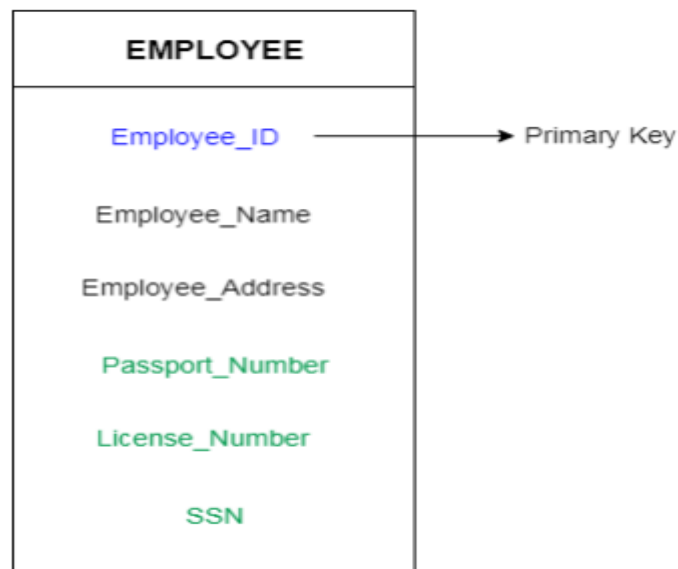 EMPLOYEE
Employee_ID Primary Key
Employee_Name
Employee_Address
Passport_Number
License_Number
SSN